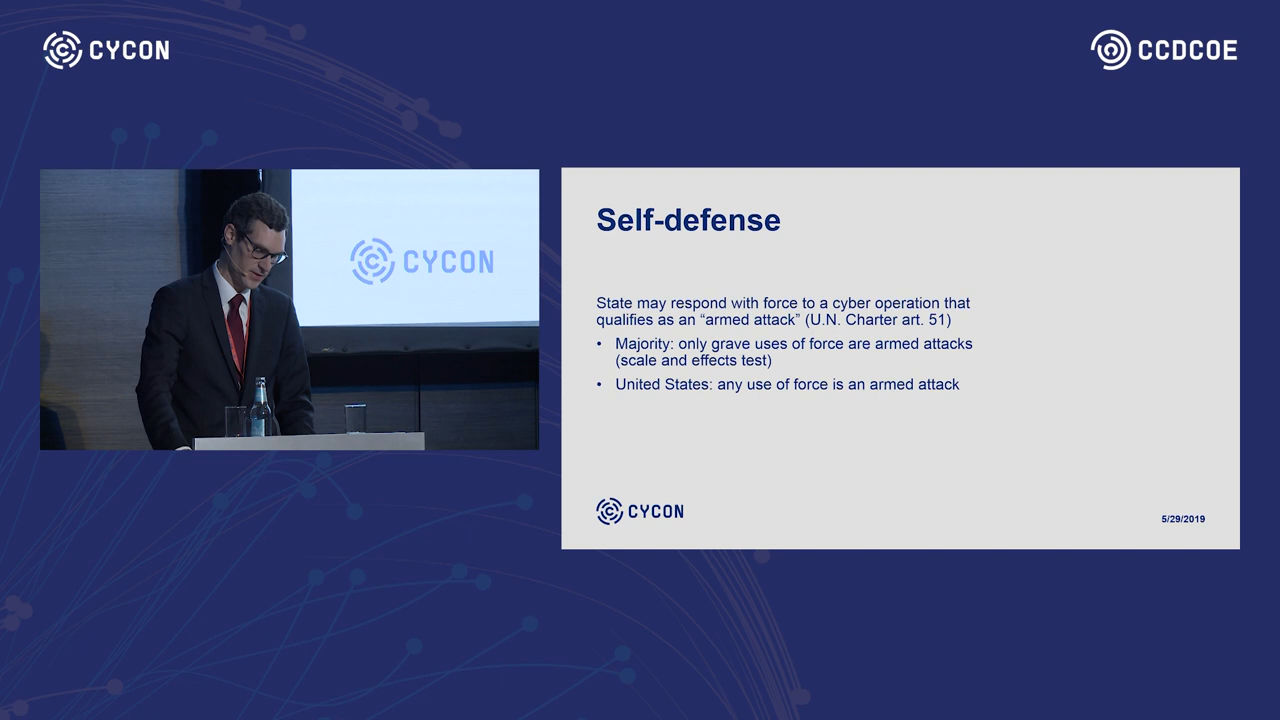 CYCON
CCDCOE
CYCON
Self-defense
State may respond with force to a cyber operation that
qualifies as an “armed attack” (U.N. Charter art. 51)
• Majority: only grave uses of force are armed attacks
(scale and effects test)
• United States: any use of force is an armed attack
CYCON
5/29/2019